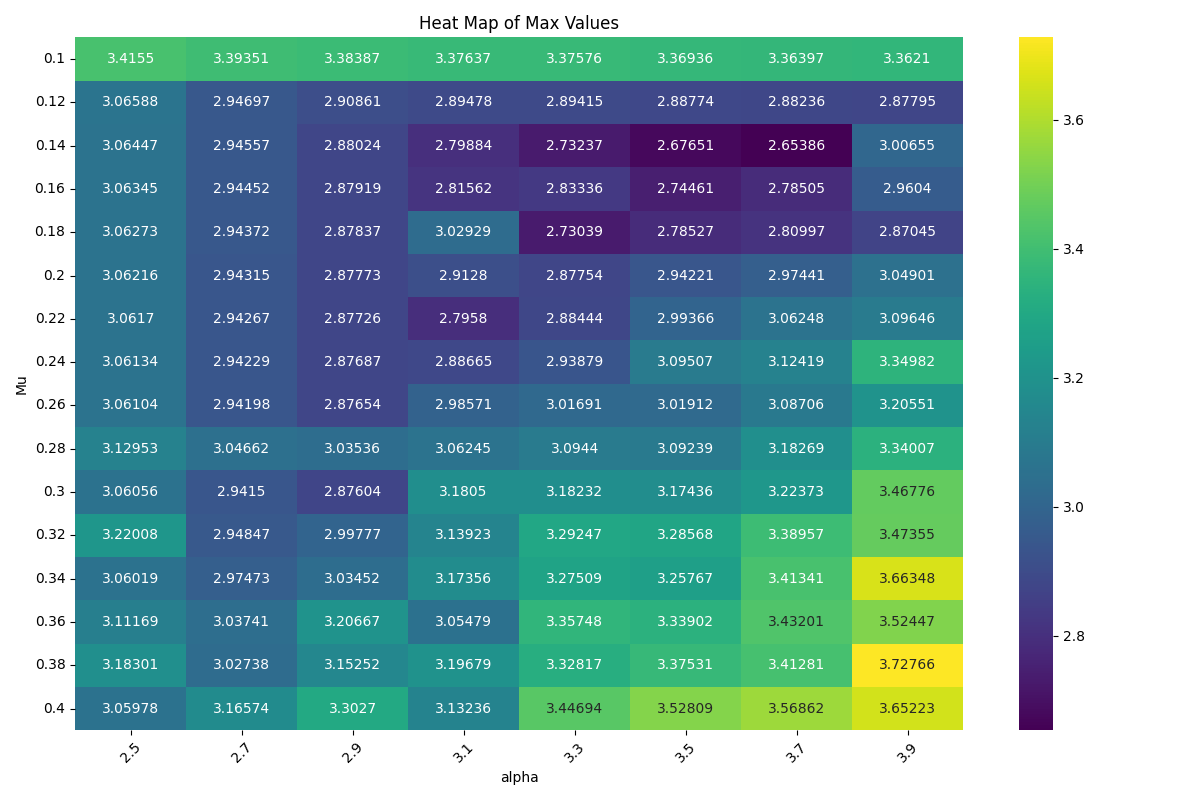 Heat Map of Max Values
0.1 3.4155 3.39351 3.38387 3.37637 3.37576 3.36936 3.36397 3.3621
0.12 3.06588 2.94697 2.90861 2.89478 2.89415 2.88774 2.88236 2.87795
0.14 3.06447 2.94557 2.88024 2.79884 2.73237 2.67651 2.65386 3.00655
0.16 3.06345 2.94452 2.87919 2.81562 2.83336 2.74461 2.78505 2.9604
0.18 3.06273 2.94372 2.87837 3.02929 2.73039 2.78527 2.80997 2.87045
0.2 3.06216 2.94315 2.87773 2.9128 2.87754 2.94221 2.97441 3.04901
0.22 3.0617 2.94267 2.87726 2.7958 2.88444 2.99366 3.06248 3.09646
0.24 3.06134 2.94229 2.87687 2.88665 2.93879 3.09507 3.12419 3.34982
0.26 3.06104 2.94198 2.87654 2.98571 3.01691 3.01912 3.08706 3.20551
0.28 3.12953 3.04662 3.03536 3.06245 3.0944 3.09239 3.18269 3.34007
0.3 3.06056 2.9415 2.87604 3.1805 3.18232 3.17436 3.22373 3.46776
0.32 3.22008 2.94847 2.99777 3.13923 3.29247 3.28568 3.38957 3.47355
0.34 3.06019 2.97473 3.03452 3.17356 3.27509 3.25767 3.41341 3.66348
0.36 3.11169 3.03741 3.20667 3.05479 3.35748 3.33902 3.43201 3.52447
0.38 3.18301 3.02738 3.15252 3.19679 3.32817 3.37531 3.41281 3.72766
0.4 3.05978 3.16574 3.3027 3.13236 3.44694 3.52809 3.56862 3.65223
Mu
2.5 2.7 2.9 3.1 3.3 3.5 3.7 3.9
alpha
3.6
3.4
3.2
3.0
2.8